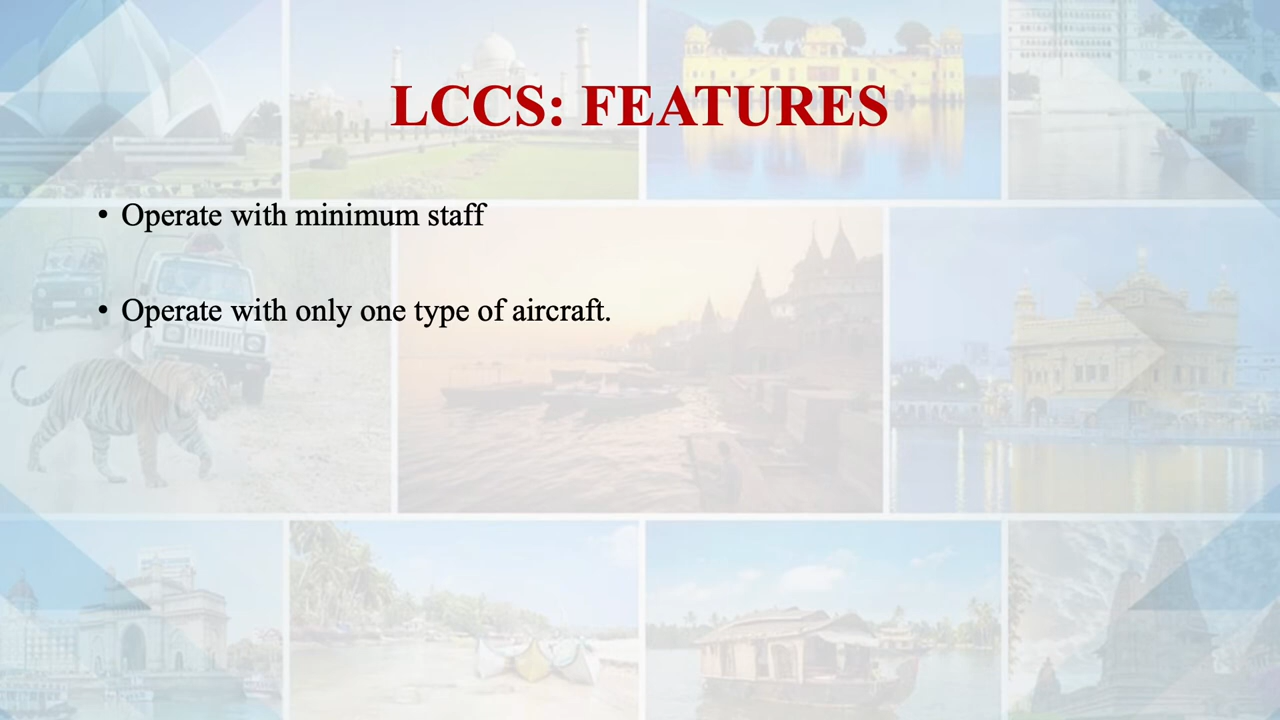 LCCS: FEATURES
• Operate with minimum staff
• Operate with only one type of aircraft.